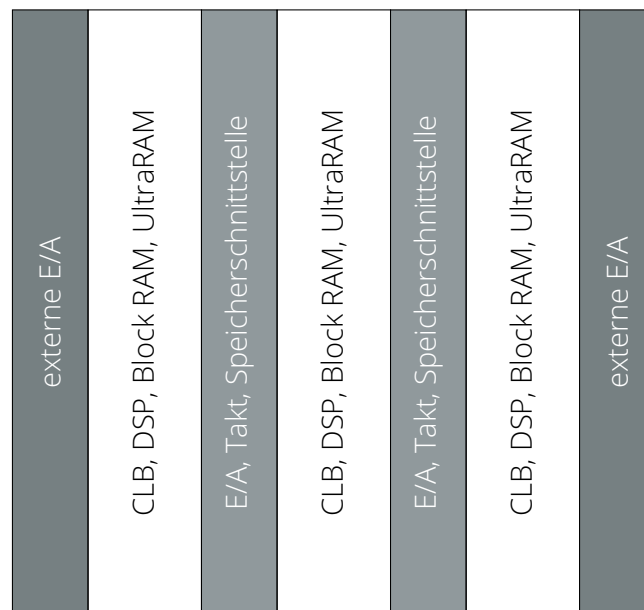 externe E/A
CLB, DSP, Block RAM, UltraRAM
E/A, Takt, Speicherschnittstelle
CLB, DSP, Block RAM, UltraRAM
E/A, Takt, Speicherschnittstelle
CLB, DSP, Block RAM, UltraRAM
externe E/A